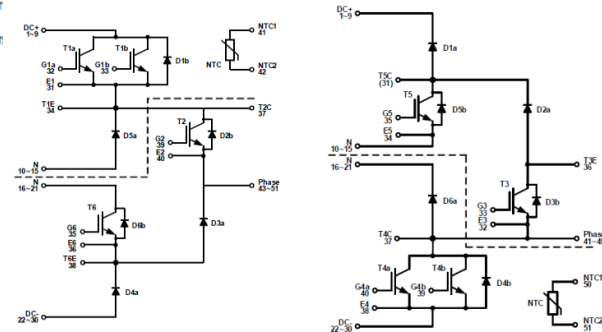 DC+
1~9
T1a
T1b
D1b
G1a
32
G1b
33
E1
31
NTC1
41
NTC
NTC2
42
T1E
34
T2C
37
D5a
T2
G2
39
D2b
E2
40
N
10~15
N
16~21
Phase
43~51
T6
G6
35
D6b
E6
36
D3a
T6E
38
D4a
DC-
22~30
DC+
1~9
D1a
T5C
(31)
T5
G5
35
D5b
D2a
E5
34
N
10~15
T3E
36
N
16~21
D6a
T3
G3
33
D3b
E3
32
T4C
37
Phase
T4a
T4b
G4a
40
G4b
39
D4b
E4
38
NTC1
50
NTC
NTC2
51
DC-
22~30